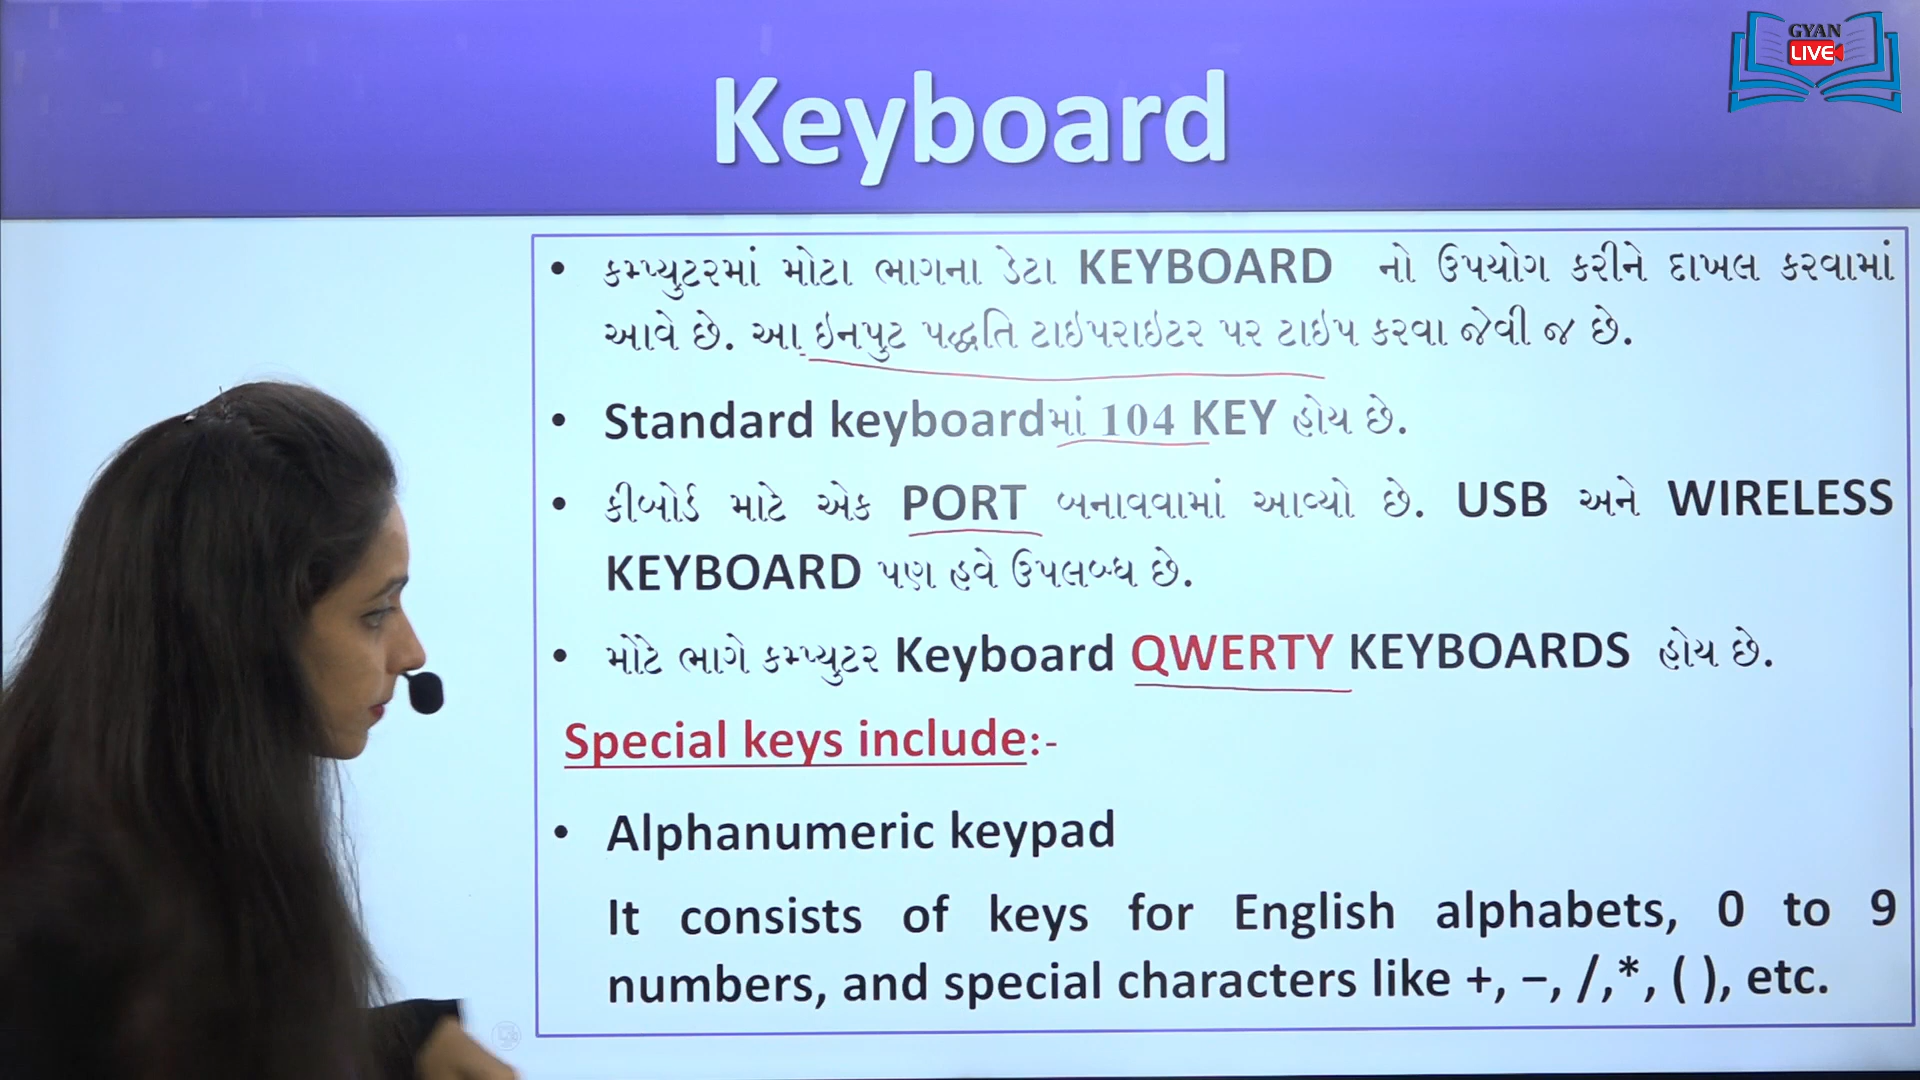 GYAN
LIVE
Keyboard
• કમ્પ્યુટરમાં મોટા ભાગના ડેટા KEYBOARD નો ઉપયોગ કરીને દાખલ કરવામાં
આવે છે. આ ઇનપુટ પદ્ધતિ ટાઇપરાઇટર પર ટાઇપ કરવા જેવી જ છે.
• Standard keyboardમાં 104 KEY હોય છે.
• કીબોર્ડ માટે એક PORT બનાવવામાં આવ્યો છે. USB અને WIRELESS
KEYBOARD પણ હવે ઉપલબ્ધ છે.
• મોટે ભાગે કમ્પ્યુટર Keyboard QWERTY KEYBOARDS હોય છે.
Special keys include:-
• Alphanumeric keypad
It consists of keys for English alphabets, 0 to 9
numbers, and special characters like +, −, /,*, ( ), etc.